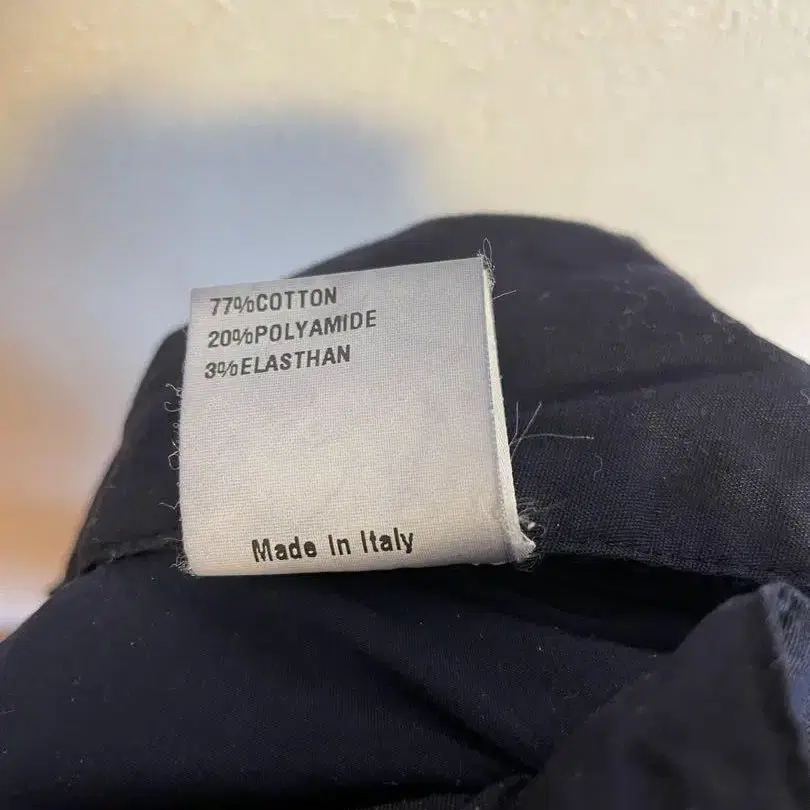 77%COTTON
20%POLYAMIDE
3%ELASTHAN
Made In Italy